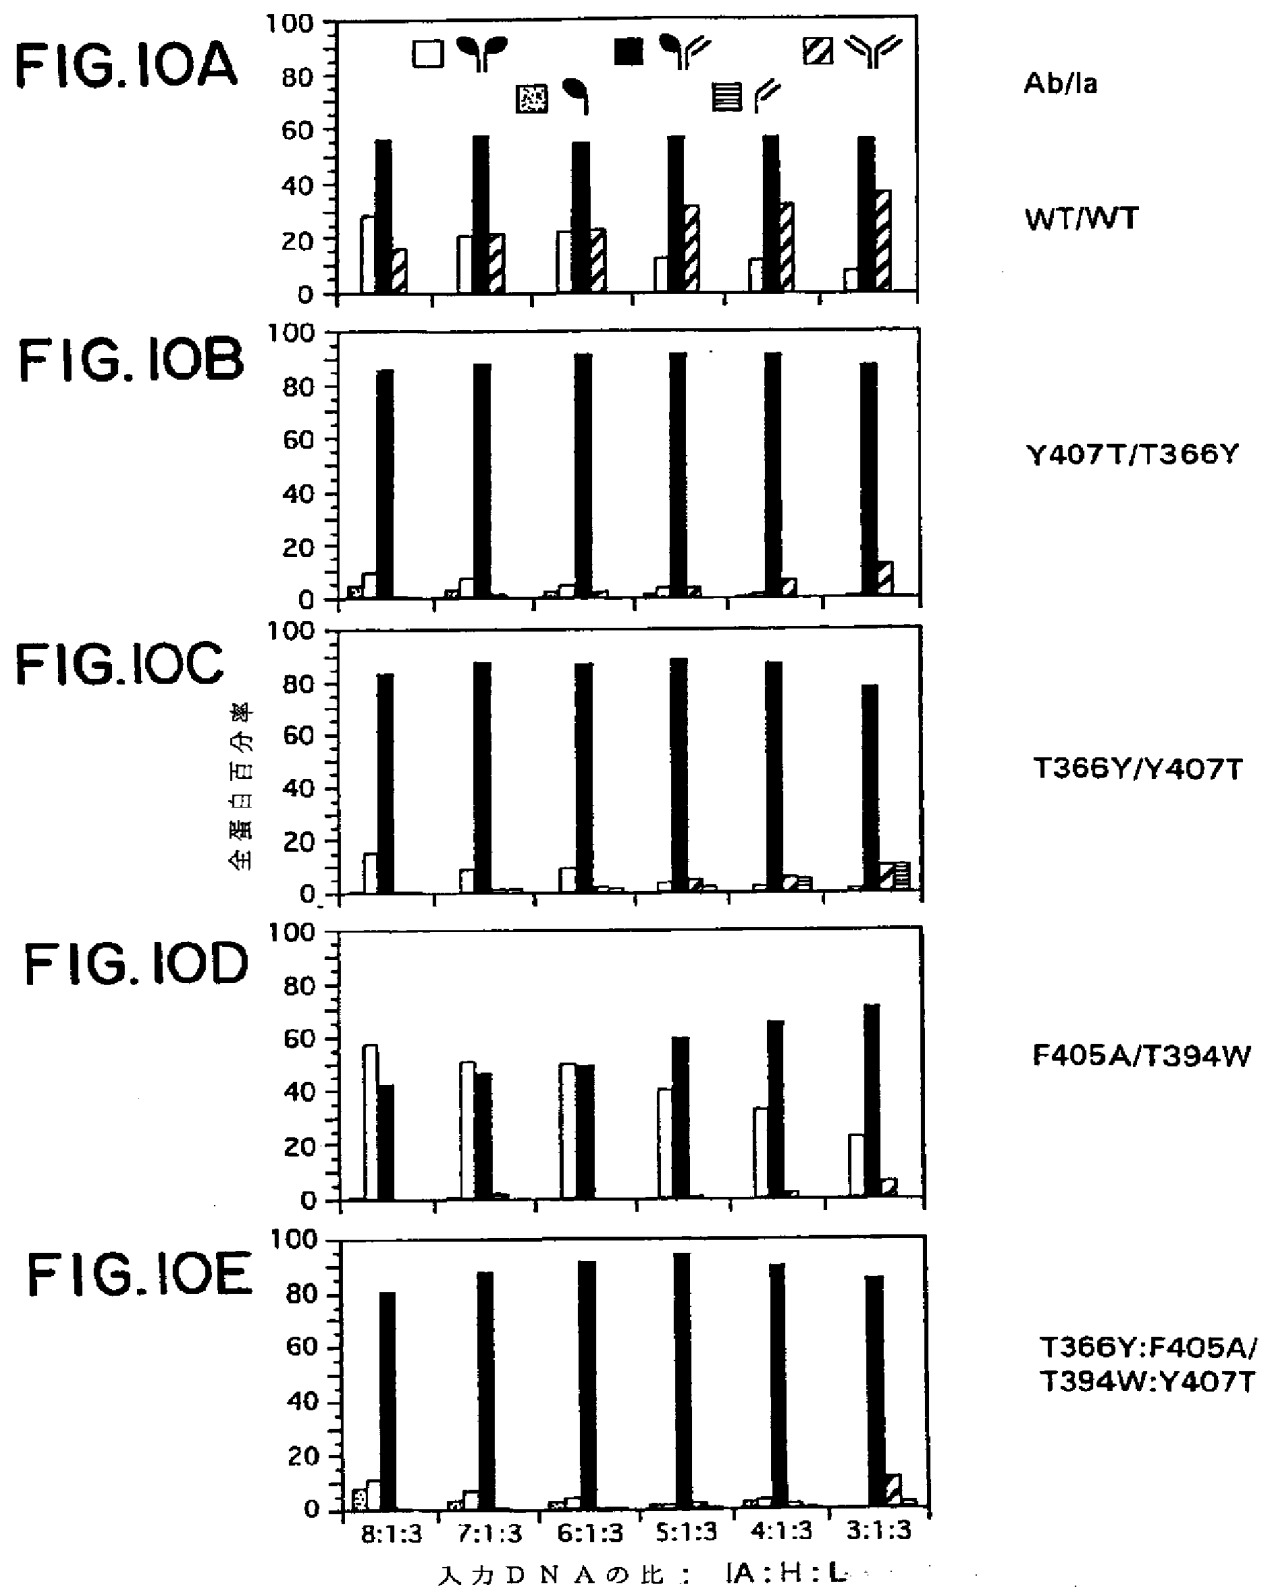 FIG.10A
100
80
60
40
20
0
Ab/Ia
WT/WT
FIG.10B
100
80
60
40
20
0
Y407T/T366Y
FIG.10C
100
80
60
40
20
0
T366Y/Y407T
全蛋白百分率
FIG.10D
100
80
60
40
20
0
F405A/T394W
FIG.10E
100
80
60
40
20
0
T366Y:F405A/
T394W:Y407T
8:1:3 7:1:3 6:1:3 5:1:3 4:1:3 3:1:3
入力DNAの比: IA:H:L